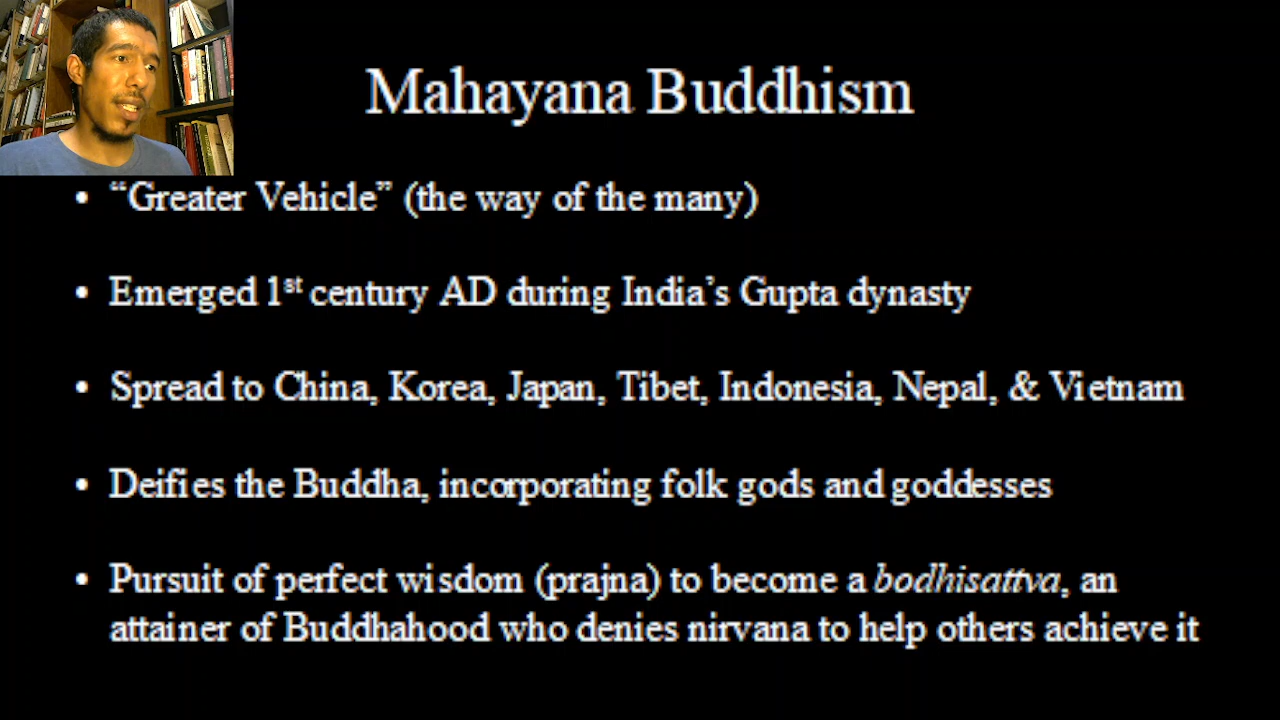 Mahayana Buddhism
• “Greater Vehicle” (the way of the many)
• Emerged 1st century AD during India’s Gupta dynasty
• Spread to China, Korea, Japan, Tibet, Indonesia, Nepal, & Vietnam
• Deifies the Buddha, incorporating folk gods and goddesses
• Pursuit of perfect wisdom (prajna) to become a bodhisattva, an
attainer of Buddhahood who denies nirvana to help others achieve it